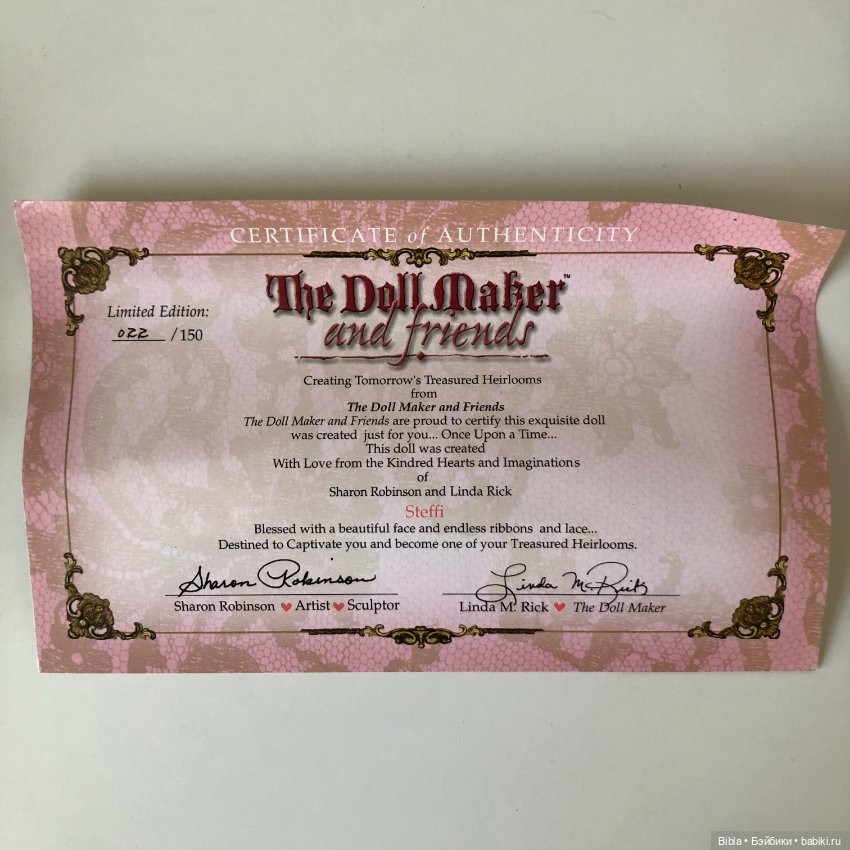 CERTIFICATE of AUTHENTICITY
The Doll Maker™
and friends
Limited Edition:
022 / 150
Creating Tomorrow's Treasured Heirlooms
from
The Doll Maker and Friends
The Doll Maker and Friends are proud to certify this exquisite doll
was created just for you... Once Upon a Time...
This doll was created
With Love from the Kindred Hearts and Imaginations
of
Sharon Robinson and Linda Rick
Steffi
Blessed with a beautiful face and endless ribbons and lace...
Destined to Captivate you and become one of your Treasured Heirlooms.
Sharon Robinson Linda M Rick
Sharon Robinson ♥ Artist ♥ Sculptor Linda M. Rick ♥ The Doll Maker
Bibla • Бэйбики • babiki.ru